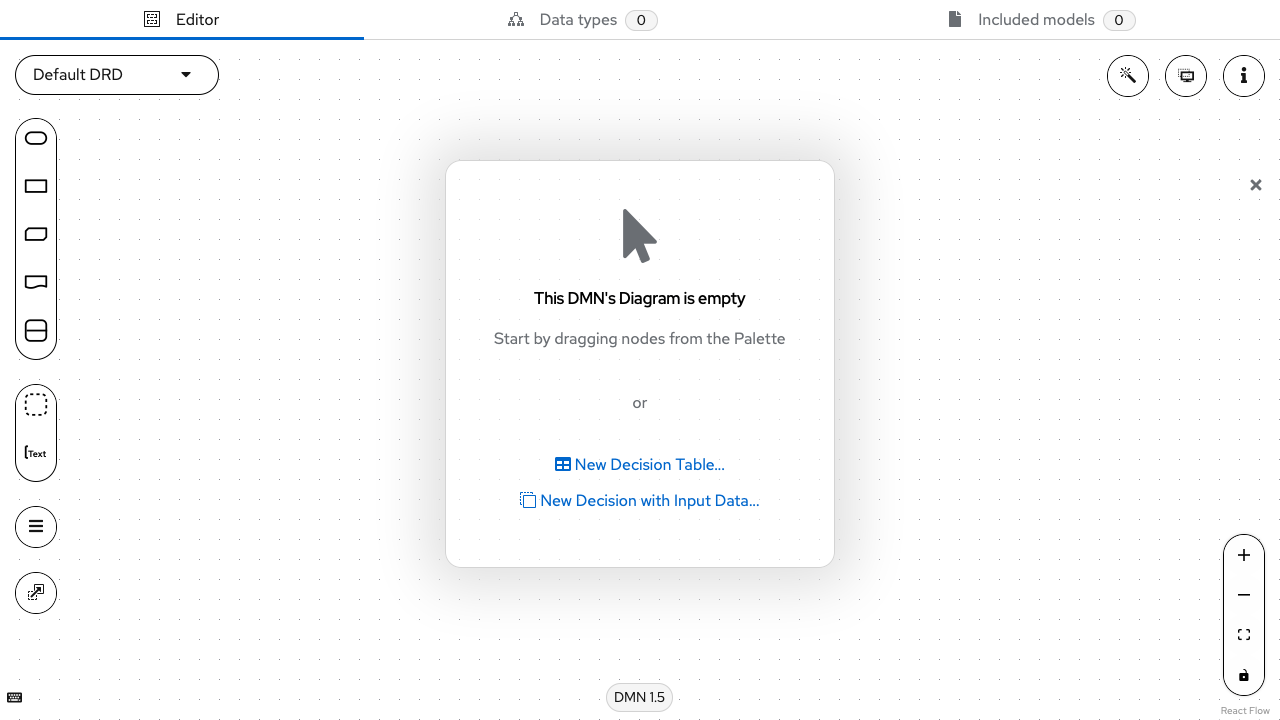 Editor
Data types 0
Included models 0
Default DRD
This DMN's Diagram is empty
Start by dragging nodes from the Palette
or
Text
New Decision Table...
New Decision with Input Data...
DMN 1.5
React Flow